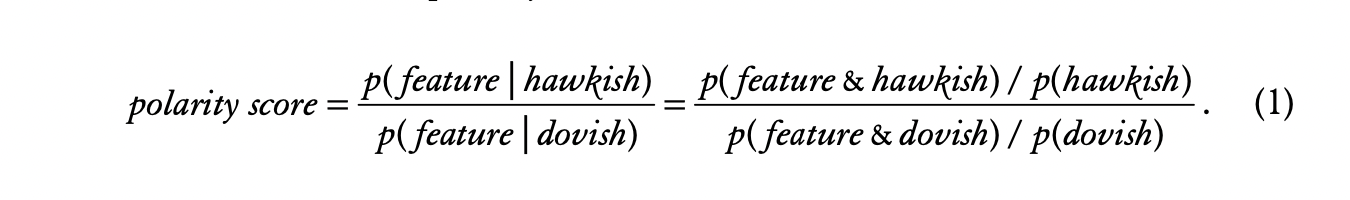 polarity score = p(feature | hawkish) / p(feature | dovish) = p(feature & hawkish) / p(hawkish) / p(feature & dovish) / p(dovish) . (1)